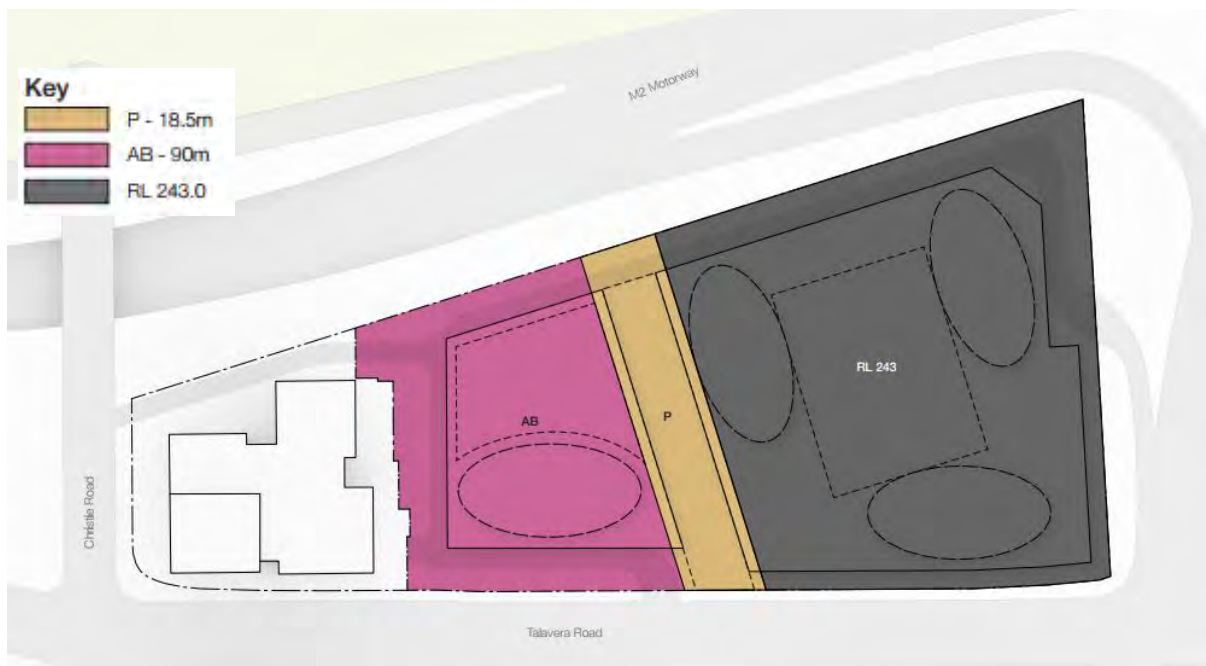 Key
P - 18.5m
AB - 90m
RL 243.0
M2 Motorway
RL 243
P
AB
Christie Road
Talavera Road